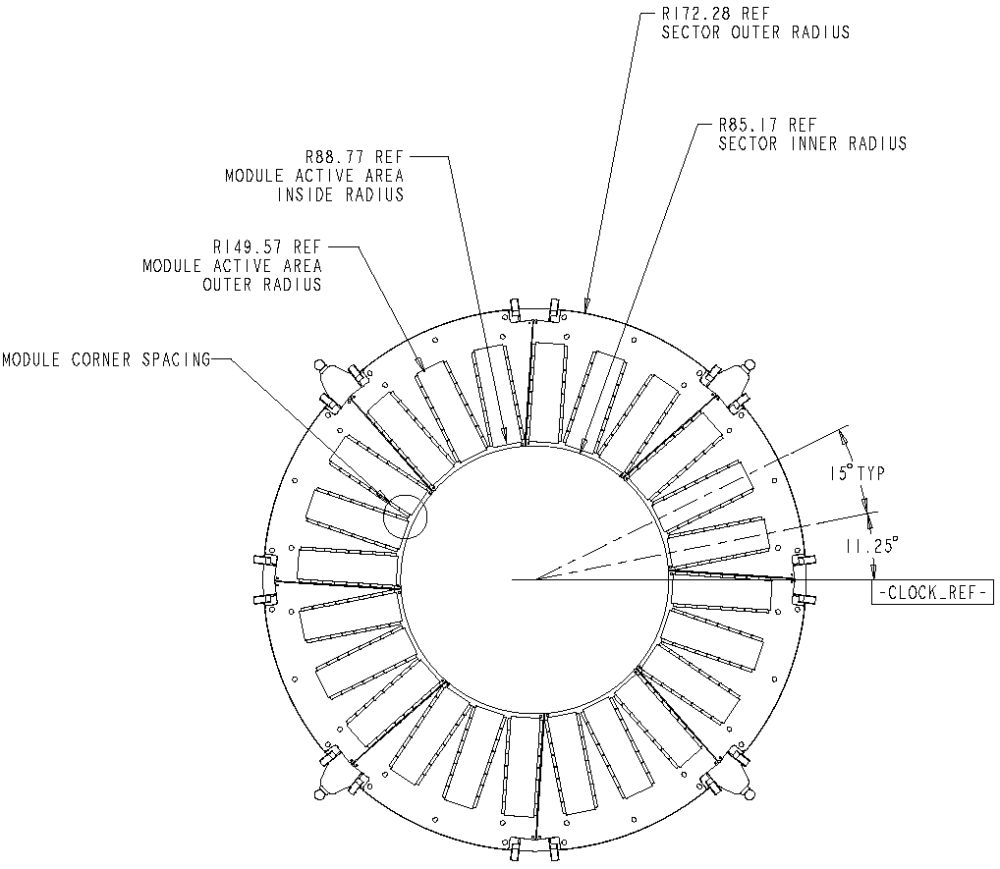 R172.28 REF
SECTOR OUTER RADIUS
R85.17 REF
SECTOR INNER RADIUS
R88.77 REF
MODULE ACTIVE AREA
INSIDE RADIUS
R149.57 REF
MODULE ACTIVE AREA
OUTER RADIUS
MODULE CORNER SPACING
15° TYP
11.25°
-CLOCK_REF-